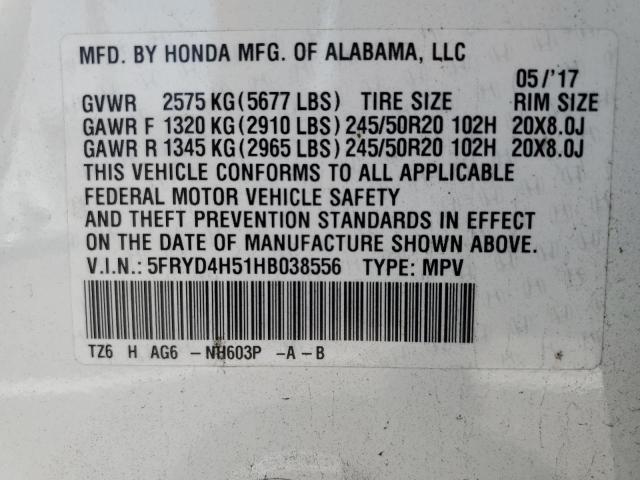 MFD. BY HONDA MFG. OF ALABAMA, LLC
05/'17
GVWR 2575 KG (5677 LBS) TIRE SIZE RIM SIZE
GAWR F 1320 KG (2910 LBS) 245/50R20 102H 20X8.0J
GAWR R 1345 KG (2965 LBS) 245/50R20 102H 20X8.0J
THIS VEHICLE CONFORMS TO ALL APPLICABLE
FEDERAL MOTOR VEHICLE SAFETY
AND THEFT PREVENTION STANDARDS IN EFFECT
ON THE DATE OF MANUFACTURE SHOWN ABOVE.
V.I.N.: 5FRYD4H51HB038556 TYPE: MPV
TZ6 H AG6 - NH603P -A - B